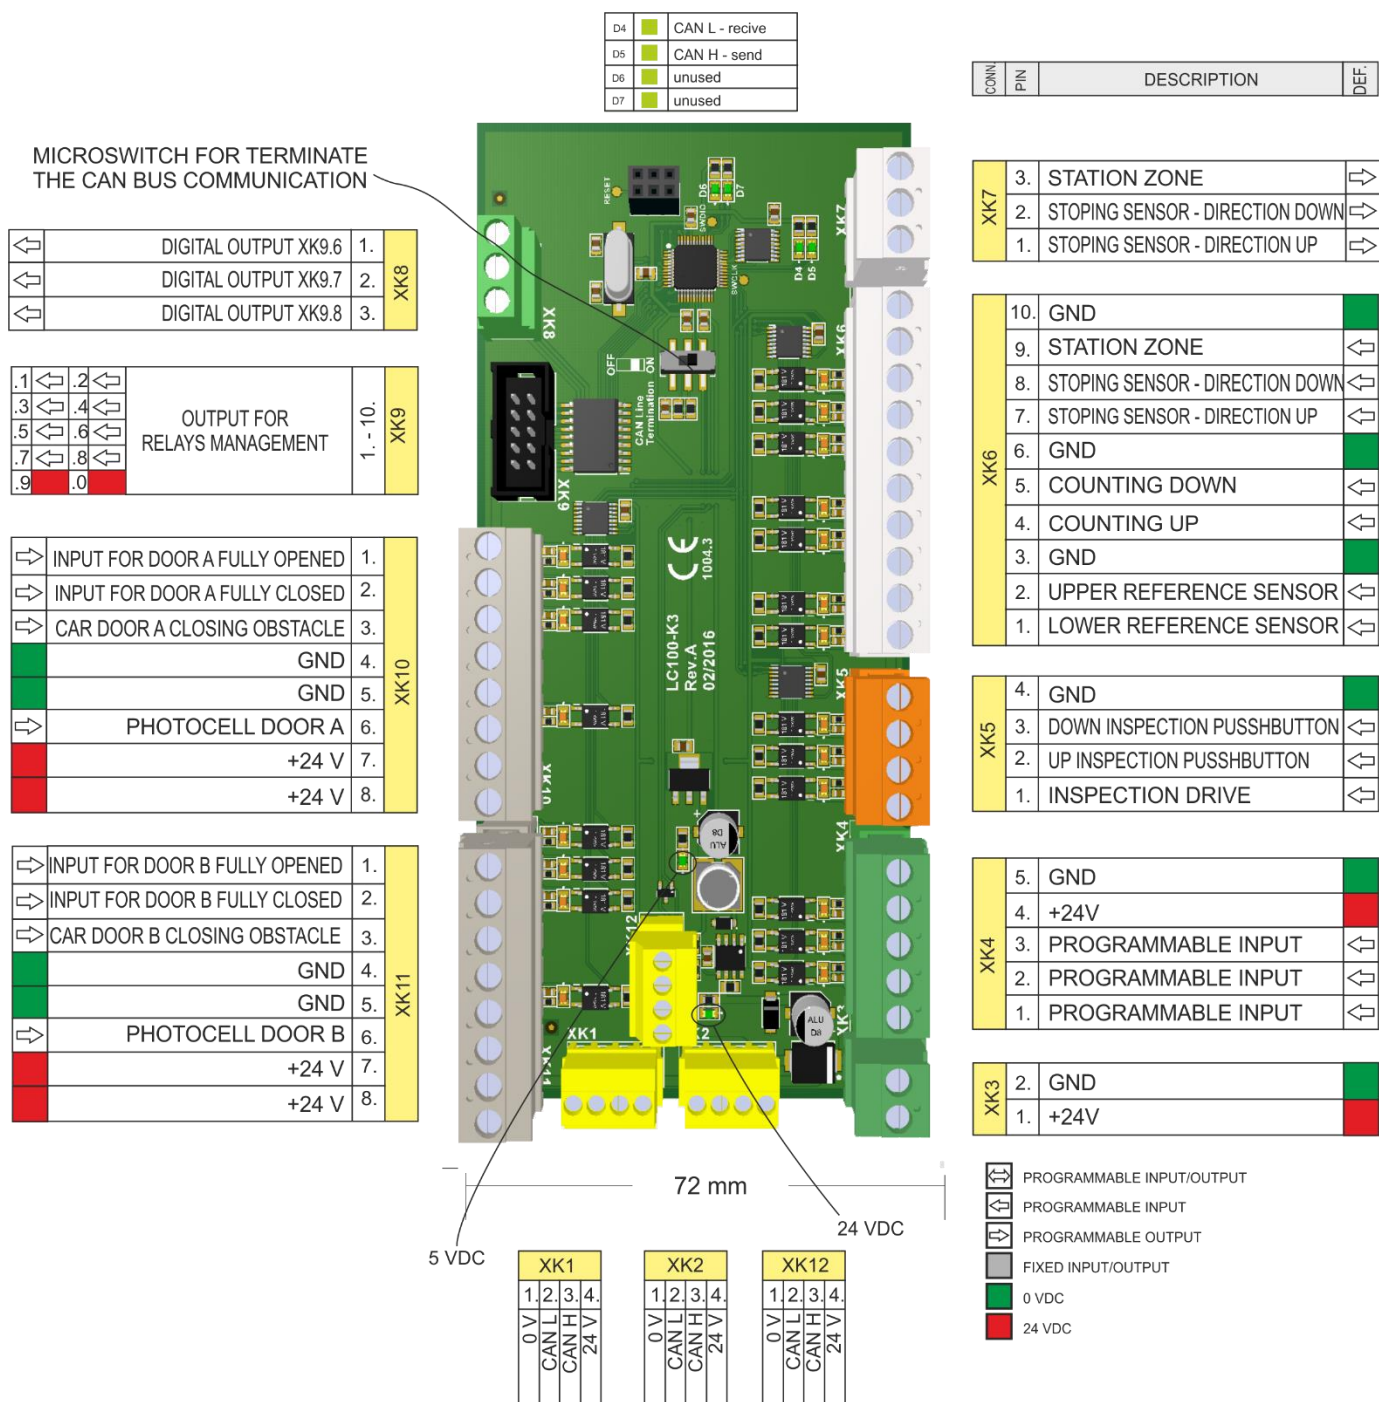 D4 CAN L - recive
D5 CAN H - send
D6 unused
D7 unused
CONN. PIN DESCRIPTION DEF.
MICROSWITCH FOR TERMINATE
THE CAN BUS COMMUNICATION
XK8
DIGITAL OUTPUT XK9.6 1.
DIGITAL OUTPUT XK9.7 2.
DIGITAL OUTPUT XK9.8 3.
XK9
.1 .2
.3 .4
.5 .6
.7 .8
.9 .0
OUTPUT FOR
RELAYS MANAGEMENT
1. - 10.
XK10
INPUT FOR DOOR A FULLY OPENED 1.
INPUT FOR DOOR A FULLY CLOSED 2.
CAR DOOR A CLOSING OBSTACLE 3.
GND 4.
GND 5.
PHOTOCELL DOOR A 6.
+24 V 7.
+24 V 8.
XK11
INPUT FOR DOOR B FULLY OPENED 1.
INPUT FOR DOOR B FULLY CLOSED 2.
CAR DOOR B CLOSING OBSTACLE 3.
GND 4.
GND 5.
PHOTOCELL DOOR B 6.
+24 V 7.
+24 V 8.
RESET
D6
D7
SWDIO
SWCLK
D4
D5
XK7
XK8
XK6
OFF
ON
CAN Line
Termination
XK9
CE
1004.3
LC100-K3
Rev.A
02/2016
XK5
XK10
XK4
+
ALU
D8
XK12
XK1
XK2
XK3
ALU
D8
XK11
XK7
3. STATION ZONE
2. STOPING SENSOR - DIRECTION DOWN
1. STOPING SENSOR - DIRECTION UP
XK6
10. GND
9. STATION ZONE
8. STOPING SENSOR - DIRECTION DOWN
7. STOPING SENSOR - DIRECTION UP
6. GND
5. COUNTING DOWN
4. COUNTING UP
3. GND
2. UPPER REFERENCE SENSOR
1. LOWER REFERENCE SENSOR
XK5
4. GND
3. DOWN INSPECTION PUSSHBUTTON
2. UP INSPECTION PUSSHBUTTON
1. INSPECTION DRIVE
XK4
5. GND
4. +24V
3. PROGRAMMABLE INPUT
2. PROGRAMMABLE INPUT
1. PROGRAMMABLE INPUT
XK3
2. GND
1. +24V
72 mm
5 VDC
24 VDC
XK1
1. 2. 3. 4.
0 V CAN L CAN H 24 V
XK2
1. 2. 3. 4.
0 V CAN L CAN H 24 V
XK12
1. 2. 3. 4.
0 V CAN L CAN H 24 V
PROGRAMMABLE INPUT/OUTPUT
PROGRAMMABLE INPUT
PROGRAMMABLE OUTPUT
FIXED INPUT/OUTPUT
0 VDC
24 VDC